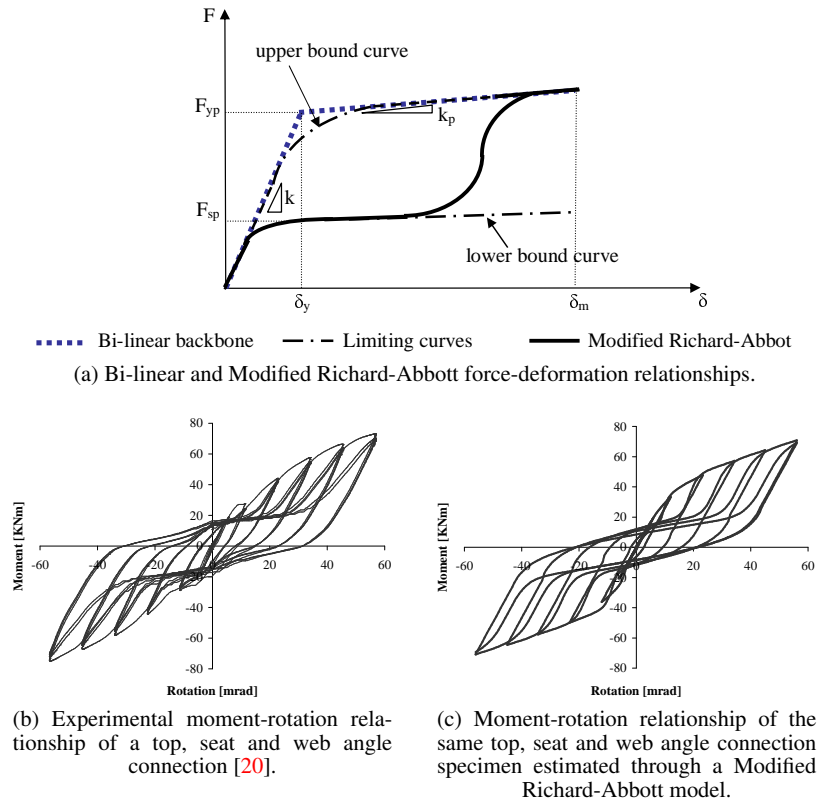 F
upper bound curve
F_yp
k_p
k
F_sp
lower bound curve
δ_y
δ_m
δ
Bi-linear backbone
Limiting curves
Modified Richard-Abbot
(a) Bi-linear and Modified Richard-Abbott force-deformation relationships.
80
60
40
20
0
-20
-40
-60
-80
-60
-40
-20
0
20
40
60
Moment [KNm]
Rotation [mrad]
80
60
40
20
0
-20
-40
-60
-80
-60
-40
-20
0
20
40
60
Moment [KNm]
Rotation [mrad]
(b) Experimental moment-rotation rela-
tionship of a top, seat and web angle
connection [20].
(c) Moment-rotation relationship of the
same top, seat and web angle connection
specimen estimated through a Modified
Richard-Abbott model.